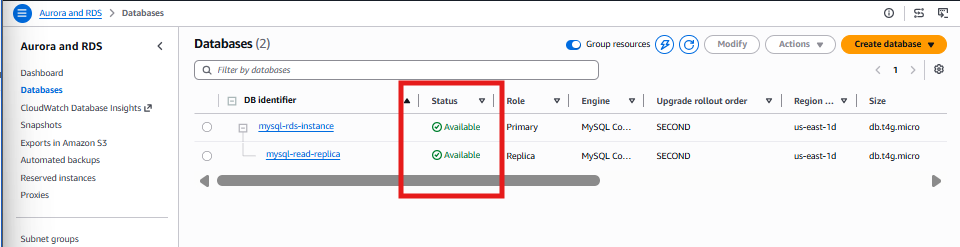 Aurora and RDS > Databases
Aurora and RDS
Dashboard
Databases
CloudWatch Database Insights
Snapshots
Exports in Amazon S3
Automated backups
Reserved instances
Proxies
Subnet groups
Databases (2)
Group resources
Modify
Actions
Create database
Filter by databases
1
DB identifier Status Role Engine Upgrade rollout order Region ... Size
mysql-rds-instance Available Primary MySQL Co... SECOND us-east-1d db.t4g.micro
mysql-read-replica Available Replica MySQL Co... SECOND us-east-1d db.t4g.micro